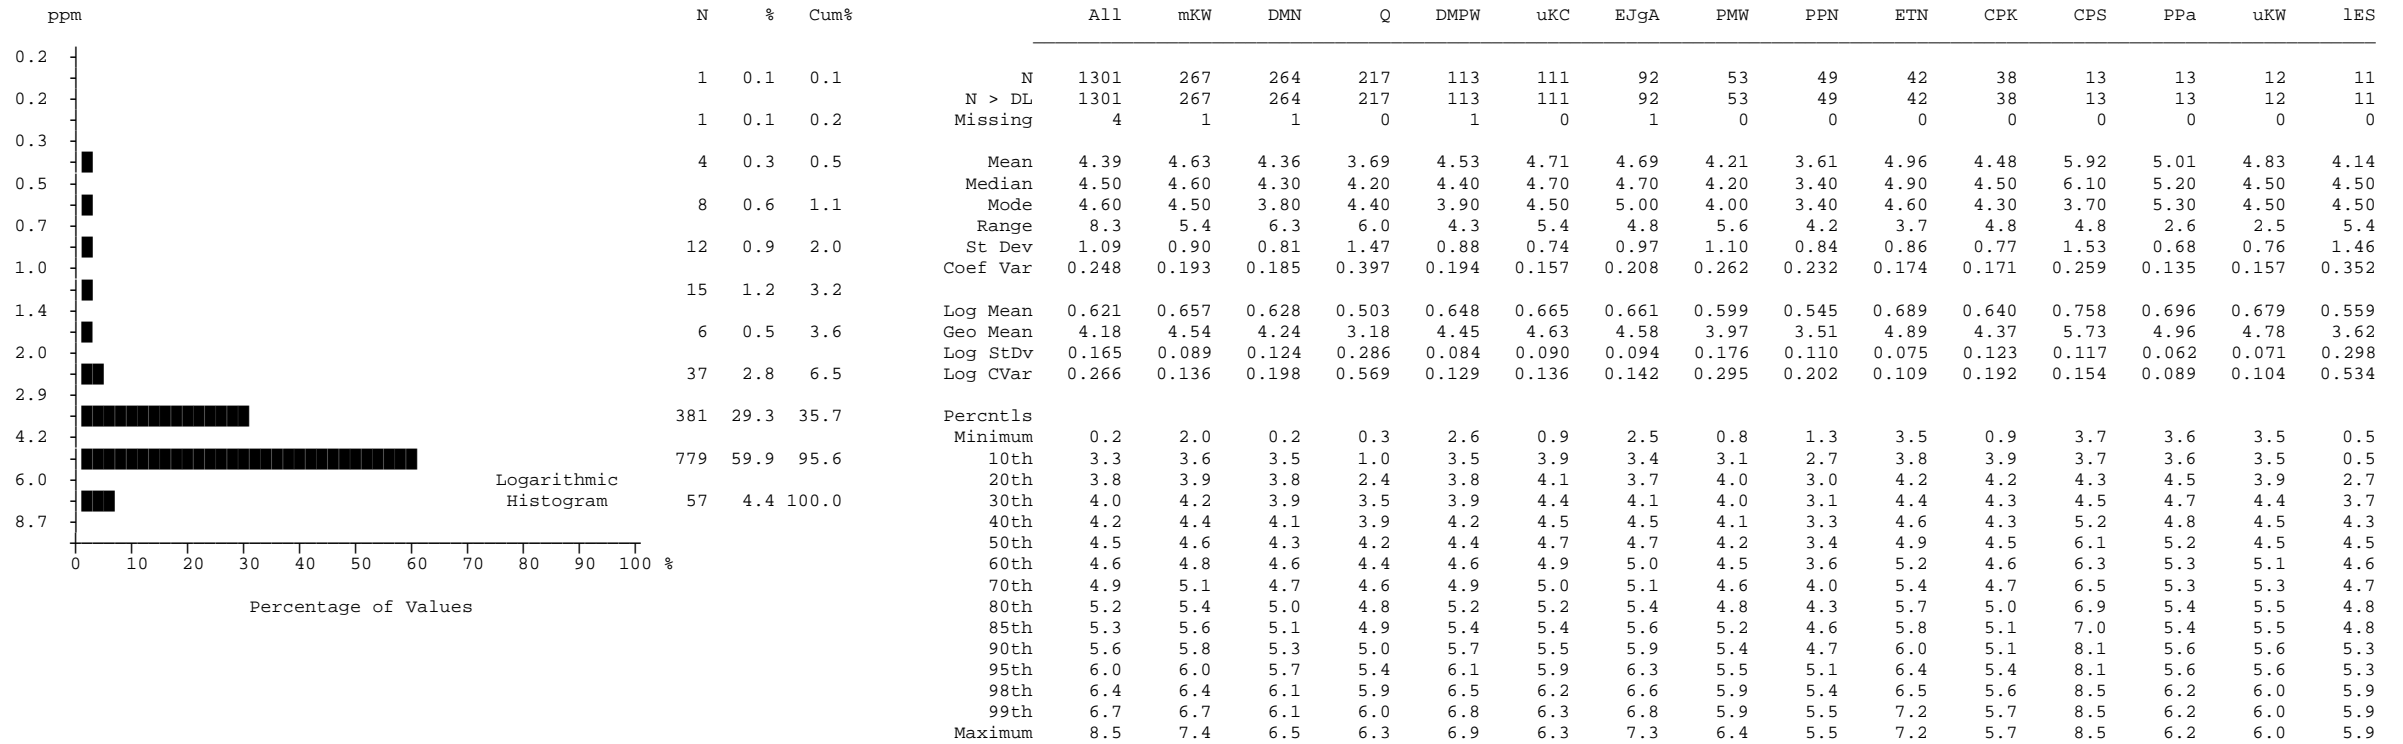 ppm N % Cum% All mKW DMN Q DMPW uKC EJgA PMW PPN ETN CPK CPS PPa uKW lES
0.2
1 0.1 0.1 N 1301 267 264 217 113 111 92 53 49 42 38 13 13 12 11
0.2 N > DL 1301 267 264 217 113 111 92 53 49 42 38 13 13 12 11
1 0.1 0.2 Missing 4 1 1 0 1 0 1 0 0 0 0 0 0 0 0
0.3
4 0.3 0.5 Mean 4.39 4.63 4.36 3.69 4.53 4.71 4.69 4.21 3.61 4.96 4.48 5.92 5.01 4.83 4.14
0.5 Median 4.50 4.60 4.30 4.20 4.40 4.70 4.70 4.20 3.40 4.90 4.50 6.10 5.20 4.50 4.50
8 0.6 1.1 Mode 4.60 4.50 3.80 4.40 3.90 4.50 5.00 4.00 3.40 4.60 4.30 3.70 5.30 4.50 4.50
0.7 Range 8.3 5.4 6.3 6.0 4.3 5.4 4.8 5.6 4.2 3.7 4.8 4.8 2.6 2.5 5.4
12 0.9 2.0 St Dev 1.09 0.90 0.81 1.47 0.88 0.74 0.97 1.10 0.84 0.86 0.77 1.53 0.68 0.76 1.46
1.0 Coef Var 0.248 0.193 0.185 0.397 0.194 0.157 0.208 0.262 0.232 0.174 0.171 0.259 0.135 0.157 0.352
15 1.2 3.2
1.4 Log Mean 0.621 0.657 0.628 0.503 0.648 0.665 0.661 0.599 0.545 0.689 0.640 0.758 0.696 0.679 0.559
6 0.5 3.6 Geo Mean 4.18 4.54 4.24 3.18 4.45 4.63 4.58 3.97 3.51 4.89 4.37 5.73 4.96 4.78 3.62
2.0 Log StDv 0.165 0.089 0.124 0.286 0.084 0.090 0.094 0.176 0.110 0.075 0.123 0.117 0.062 0.071 0.298
37 2.8 6.5 Log CVar 0.266 0.136 0.198 0.569 0.129 0.136 0.142 0.295 0.202 0.109 0.192 0.154 0.089 0.104 0.534
2.9
381 29.3 35.7 Percntls
4.2 Minimum 0.2 2.0 0.2 0.3 2.6 0.9 2.5 0.8 1.3 3.5 0.9 3.7 3.6 3.5 0.5
779 59.9 95.6 10th 3.3 3.6 3.5 1.0 3.5 3.9 3.4 3.1 2.7 3.8 3.9 3.7 3.6 3.5 0.5
6.0 Logarithmic 20th 3.8 3.9 3.8 2.4 3.8 4.1 3.7 4.0 3.0 4.2 4.2 4.3 4.5 3.9 2.7
Histogram 57 4.4 100.0 30th 4.0 4.2 3.9 3.5 3.9 4.4 4.1 4.0 3.1 4.4 4.3 4.5 4.7 4.4 3.7
8.7 40th 4.2 4.4 4.1 3.9 4.2 4.5 4.5 4.1 3.3 4.6 4.3 5.2 4.8 4.5 4.3
50th 4.5 4.6 4.3 4.2 4.4 4.7 4.7 4.2 3.4 4.9 4.5 6.1 5.2 4.5 4.5
0 10 20 30 40 50 60 70 80 90 100 % 60th 4.6 4.8 4.6 4.4 4.6 4.9 5.0 4.5 3.6 5.2 4.6 6.3 5.3 5.1 4.6
70th 4.9 5.1 4.7 4.6 4.9 5.0 5.1 4.6 4.0 5.4 4.7 6.5 5.3 5.3 4.7
Percentage of Values 80th 5.2 5.4 5.0 4.8 5.2 5.2 5.4 4.8 4.3 5.7 5.0 6.9 5.4 5.5 4.8
85th 5.3 5.6 5.1 4.9 5.4 5.4 5.6 5.2 4.6 5.8 5.1 7.0 5.4 5.5 4.8
90th 5.6 5.8 5.3 5.0 5.7 5.5 5.9 5.4 4.7 6.0 5.1 8.1 5.6 5.6 5.3
95th 6.0 6.0 5.7 5.4 6.1 5.9 6.3 5.5 5.1 6.4 5.4 8.1 5.6 5.6 5.3
98th 6.4 6.4 6.1 5.9 6.5 6.2 6.6 5.9 5.4 6.5 5.6 8.5 6.2 6.0 5.9
99th 6.7 6.7 6.1 6.0 6.8 6.3 6.8 5.9 5.5 7.2 5.7 8.5 6.2 6.0 5.9
Maximum 8.5 7.4 6.5 6.3 6.9 6.3 7.3 6.4 5.5 7.2 5.7 8.5 6.2 6.0 5.9